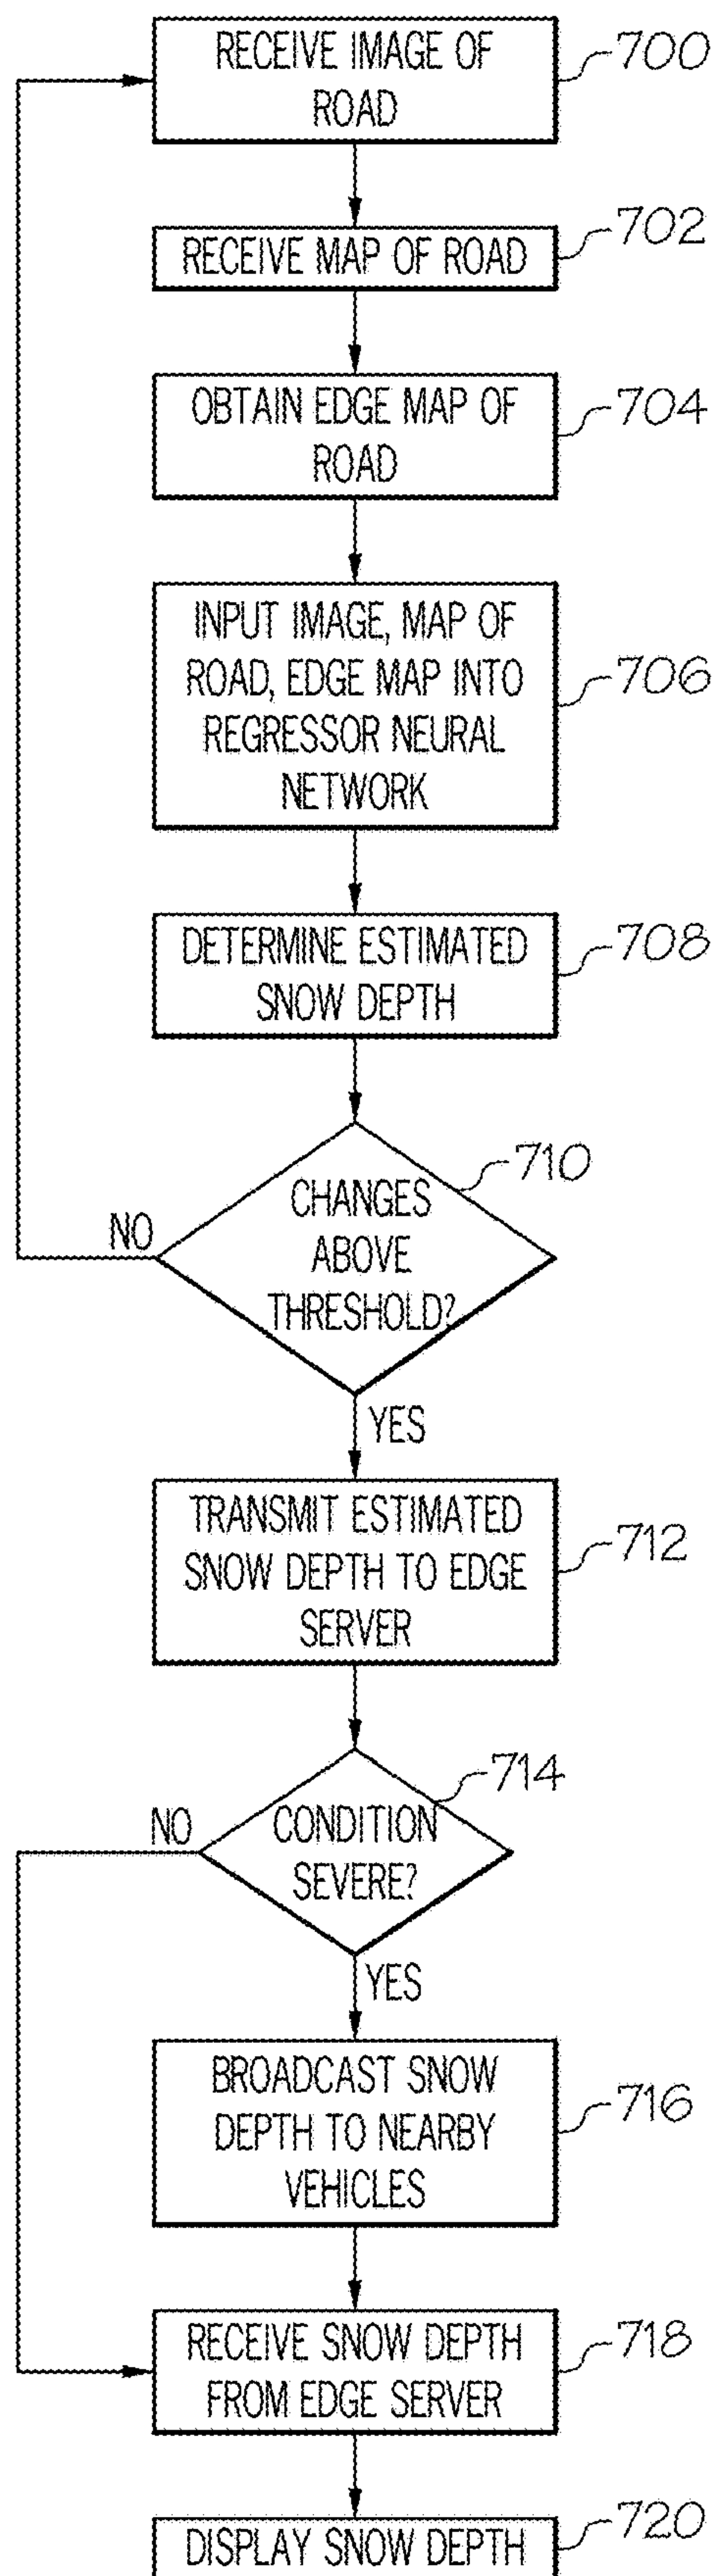 RECEIVE IMAGE OF
ROAD
700
RECEIVE MAP OF ROAD
702
OBTAIN EDGE MAP OF
ROAD
704
INPUT IMAGE, MAP OF
ROAD, EDGE MAP INTO
REGRESSOR NEURAL
NETWORK
706
DETERMINE ESTIMATED
SNOW DEPTH
708
CHANGES
ABOVE
THRESHOLD?
710
NO
YES
TRANSMIT ESTIMATED
SNOW DEPTH TO EDGE
SERVER
712
CONDITION
SEVERE?
714
NO
YES
BROADCAST SNOW
DEPTH TO NEARBY
VEHICLES
716
RECEIVE SNOW DEPTH
FROM EDGE SERVER
718
DISPLAY SNOW DEPTH
720